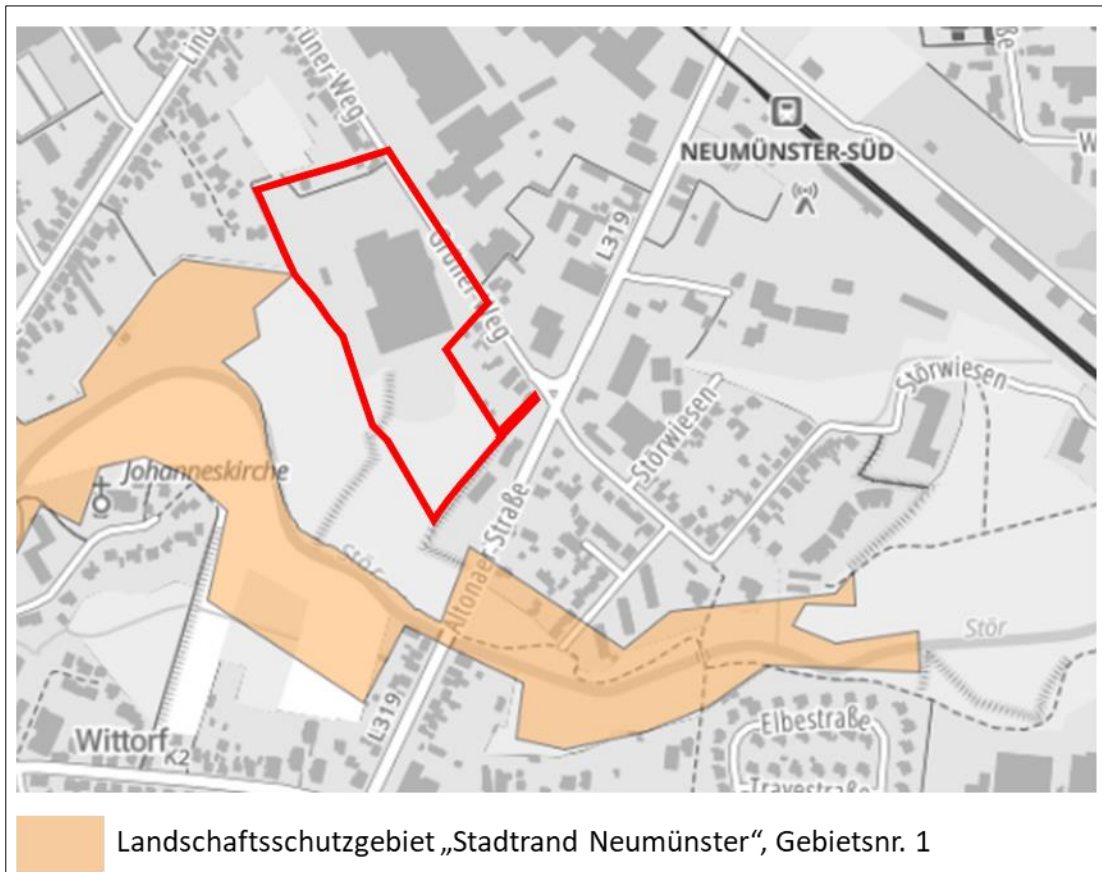 Grüner-Weg
NEUMÜNSTER-SÜD
L319
Grüner-Weg
Störwiesen
Störwiesen
Johanneskirche
Stör
Altonaer-Straße
Stör
L319
Elbestraße
Wittorf
K2
Travestraße
Landschaftsschutzgebiet „Stadtrand Neumünster“, Gebietsnr. 1